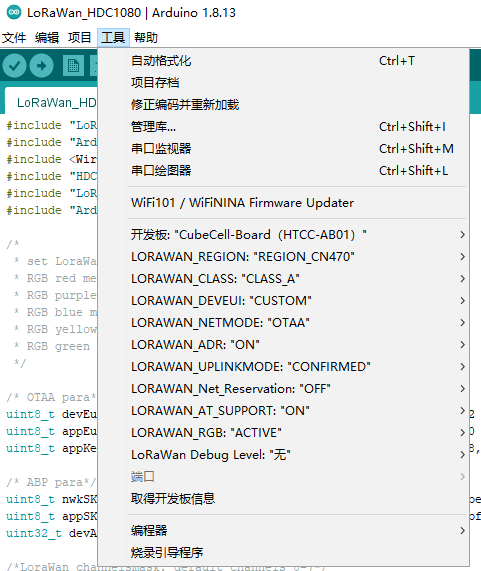 LoRaWan_HDC1080 | Arduino 1.8.13
文件 编辑 项目 工具 帮助
自动格式化 Ctrl+T
项目存档
修正编码并重新加载
管理库... Ctrl+Shift+I
串口监视器 Ctrl+Shift+M
串口绘图器 Ctrl+Shift+L
WiFi101 / WiFiNINA Firmware Updater
开发板: "CubeCell-Board（HTCC-AB01）"
LORAWAN_REGION: "REGION_CN470"
LORAWAN_CLASS: "CLASS_A"
LORAWAN_DEVEUI: "CUSTOM"
LORAWAN_NETMODE: "OTAA"
LORAWAN_ADR: "ON"
LORAWAN_UPLINKMODE: "CONFIRMED"
LORAWAN_Net_Reservation: "OFF"
LORAWAN_AT_SUPPORT: "ON"
LORAWAN_RGB: "ACTIVE"
LoRaWan Debug Level: "无"
端口
取得开发板信息
编程器
烧录引导程序
LoRaWan_HD
#include "LoR
#include "Ard
#include <Wir
#include "HDC
#include "LoR
#include "Ard
/*
* set LoraWa
* RGB red me
* RGB purple
* RGB blue m
* RGB yellow
* RGB green
*/
/* OTAA para*
uint8_t devEu 2
uint8_t appEu 0
uint8_t appKe 8,
/* ABP para*/
uint8_t nwkSK
uint8_t appSK
uint32_t devA
/*LoraWan channelsmask, default channels 0-7*/